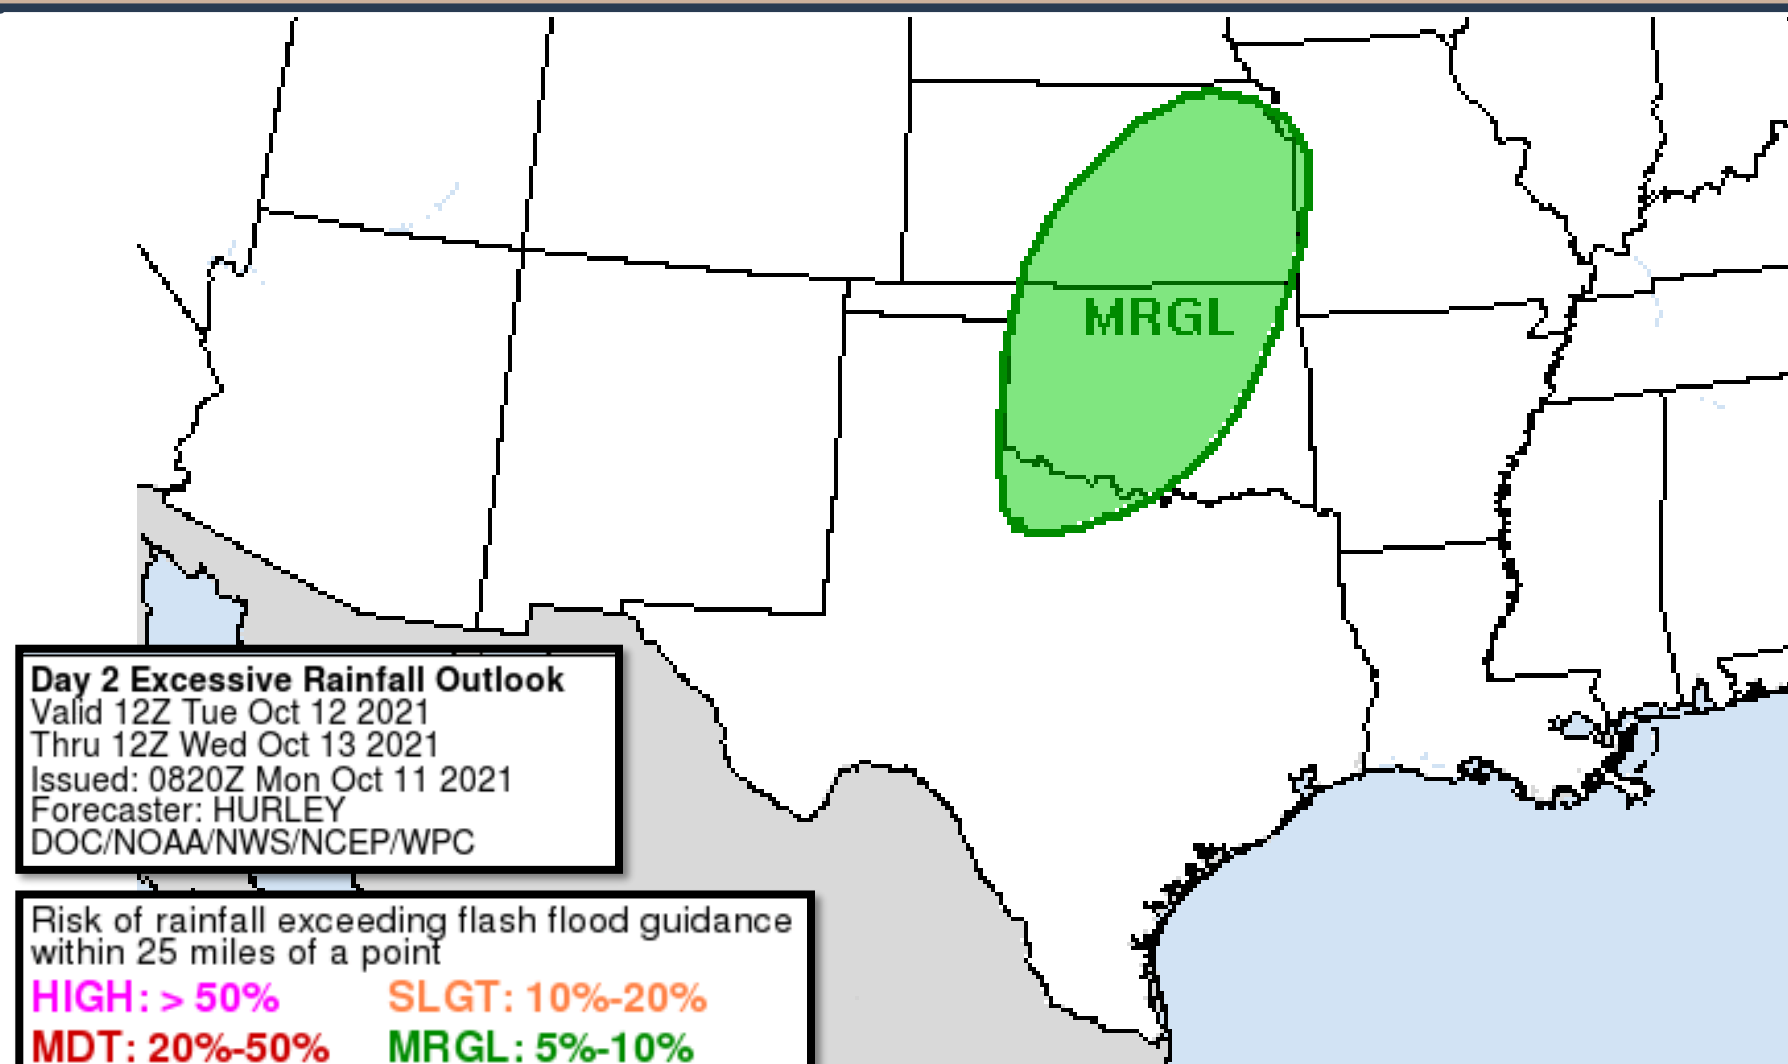 MRGL
Day 2 Excessive Rainfall Outlook
Valid 12Z Tue Oct 12 2021
Thru 12Z Wed Oct 13 2021
Issued: 0820Z Mon Oct 11 2021
Forecaster: HURLEY
DOC/NOAA/NWS/NCEP/WPC
Risk of rainfall exceeding flash flood guidance
within 25 miles of a point
HIGH: > 50% SLGT: 10%-20%
MDT: 20%-50% MRGL: 5%-10%